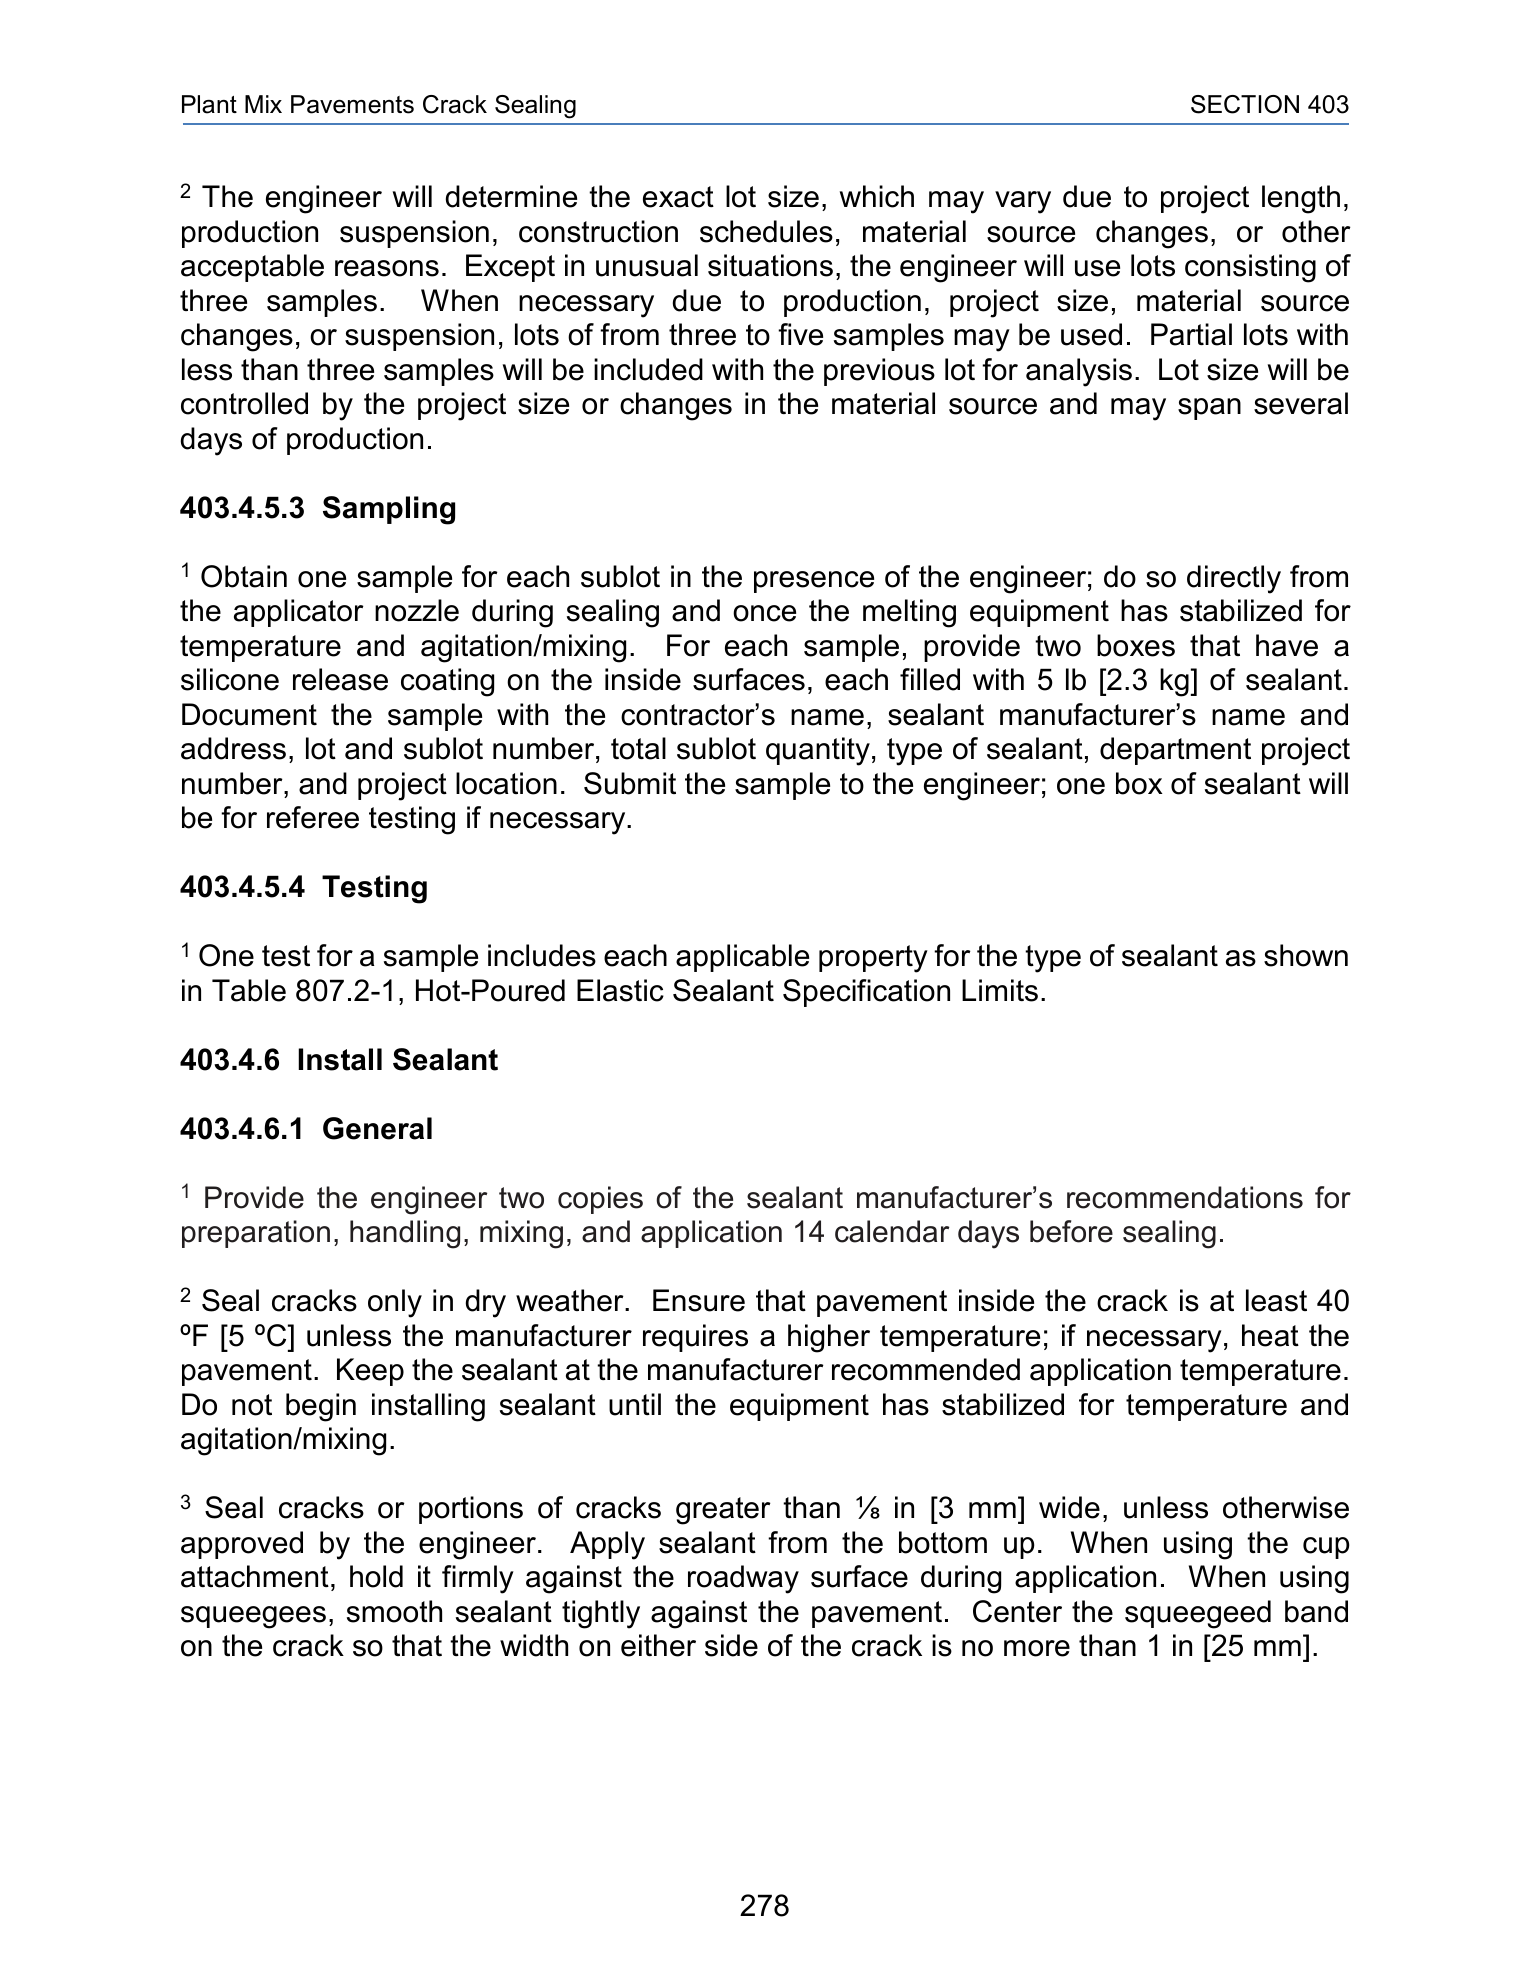 Plant Mix Pavements Crack Sealing SECTION 403
2 The engineer will determine the exact lot size, which may vary due to project length,
production suspension, construction schedules, material source changes, or other
acceptable reasons. Except in unusual situations, the engineer will use lots consisting of
three samples. When necessary due to production, project size, material source
changes, or suspension, lots of from three to five samples may be used. Partial lots with
less than three samples will be included with the previous lot for analysis. Lot size will be
controlled by the project size or changes in the material source and may span several
days of production.
403.4.5.3 Sampling
1 Obtain one sample for each sublot in the presence of the engineer; do so directly from
the applicator nozzle during sealing and once the melting equipment has stabilized for
temperature and agitation/mixing. For each sample, provide two boxes that have a
silicone release coating on the inside surfaces, each filled with 5 lb [2.3 kg] of sealant.
Document the sample with the contractor’s name, sealant manufacturer’s name and
address, lot and sublot number, total sublot quantity, type of sealant, department project
number, and project location. Submit the sample to the engineer; one box of sealant will
be for referee testing if necessary.
403.4.5.4 Testing
1 One test for a sample includes each applicable property for the type of sealant as shown
in Table 807.2-1, Hot-Poured Elastic Sealant Specification Limits.
403.4.6 Install Sealant
403.4.6.1 General
1 Provide the engineer two copies of the sealant manufacturer’s recommendations for
preparation, handling, mixing, and application 14 calendar days before sealing.
2 Seal cracks only in dry weather. Ensure that pavement inside the crack is at least 40
ºF [5 ºC] unless the manufacturer requires a higher temperature; if necessary, heat the
pavement. Keep the sealant at the manufacturer recommended application temperature.
Do not begin installing sealant until the equipment has stabilized for temperature and
agitation/mixing.
3 Seal cracks or portions of cracks greater than ⅛ in [3 mm] wide, unless otherwise
approved by the engineer. Apply sealant from the bottom up. When using the cup
attachment, hold it firmly against the roadway surface during application. When using
squeegees, smooth sealant tightly against the pavement. Center the squeegeed band
on the crack so that the width on either side of the crack is no more than 1 in [25 mm].
278